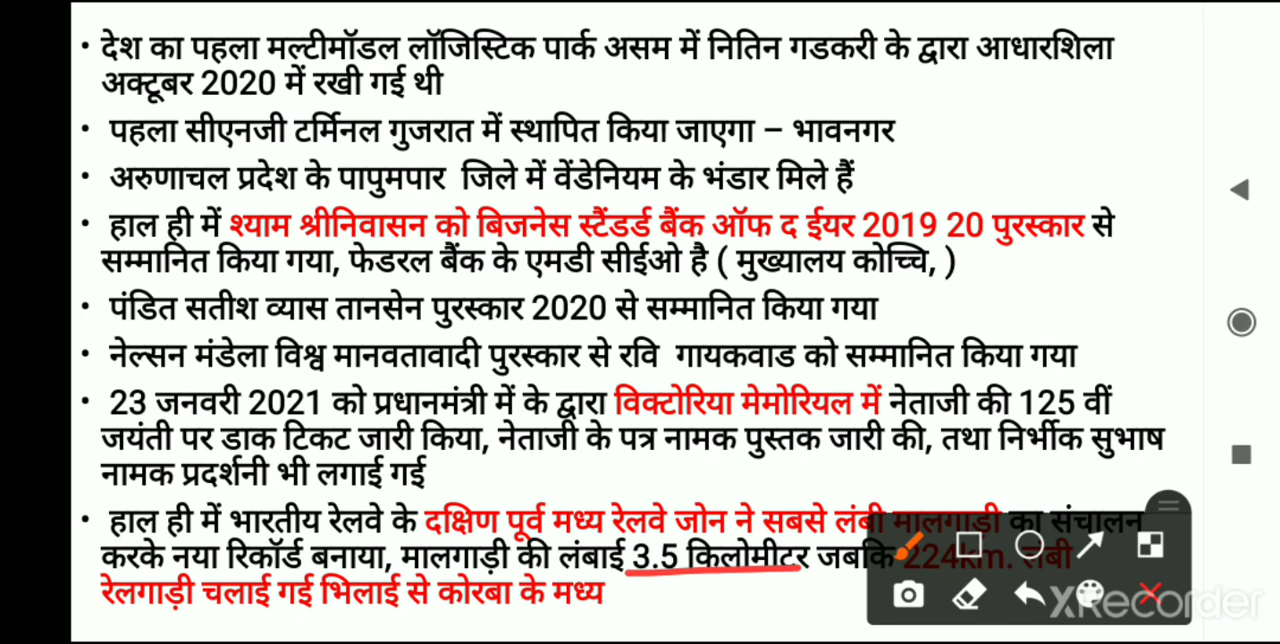 • देश का पहला मल्टीमॉडल लॉजिस्टिक पार्क असम में नितिन गडकरी के द्वारा आधारशिला
अक्टूबर 2020 में रखी गई थी
• पहला सीएनजी टर्मिनल गुजरात में स्थापित किया जाएगा – भावनगर
• अरुणाचल प्रदेश के पापुमपार जिले में वेंडेनियम के भंडार मिले हैं
• हाल ही में श्याम श्रीनिवासन को बिजनेस स्टैंडर्ड बैंक ऑफ द ईयर 2019 20 पुरस्कार से
सम्मानित किया गया, फेडरल बैंक के एमडी सीईओ है ( मुख्यालय कोच्चि, )
• पंडित सतीश व्यास तानसेन पुरस्कार 2020 से सम्मानित किया गया
• नेल्सन मंडेला विश्व मानवतावादी पुरस्कार से रवि गायकवाड को सम्मानित किया गया
• 23 जनवरी 2021 को प्रधानमंत्री में के द्वारा विक्टोरिया मेमोरियल में नेताजी की 125 वीं
जयंती पर डाक टिकट जारी किया, नेताजी के पत्र नामक पुस्तक जारी की, तथा निर्भीक सुभाष
नामक प्रदर्शनी भी लगाई गई
• हाल ही में भारतीय रेलवे के दक्षिण पूर्व मध्य रेलवे जोन ने सबसे लंबी मालगाड़ी का संचालन
करके नया रिकॉर्ड बनाया, मालगाड़ी की लंबाई 3.5 किलोमीटर जबकि 224km. लंबी
रेलगाड़ी चलाई गई भिलाई से कोरबा के मध्य
XRecorder